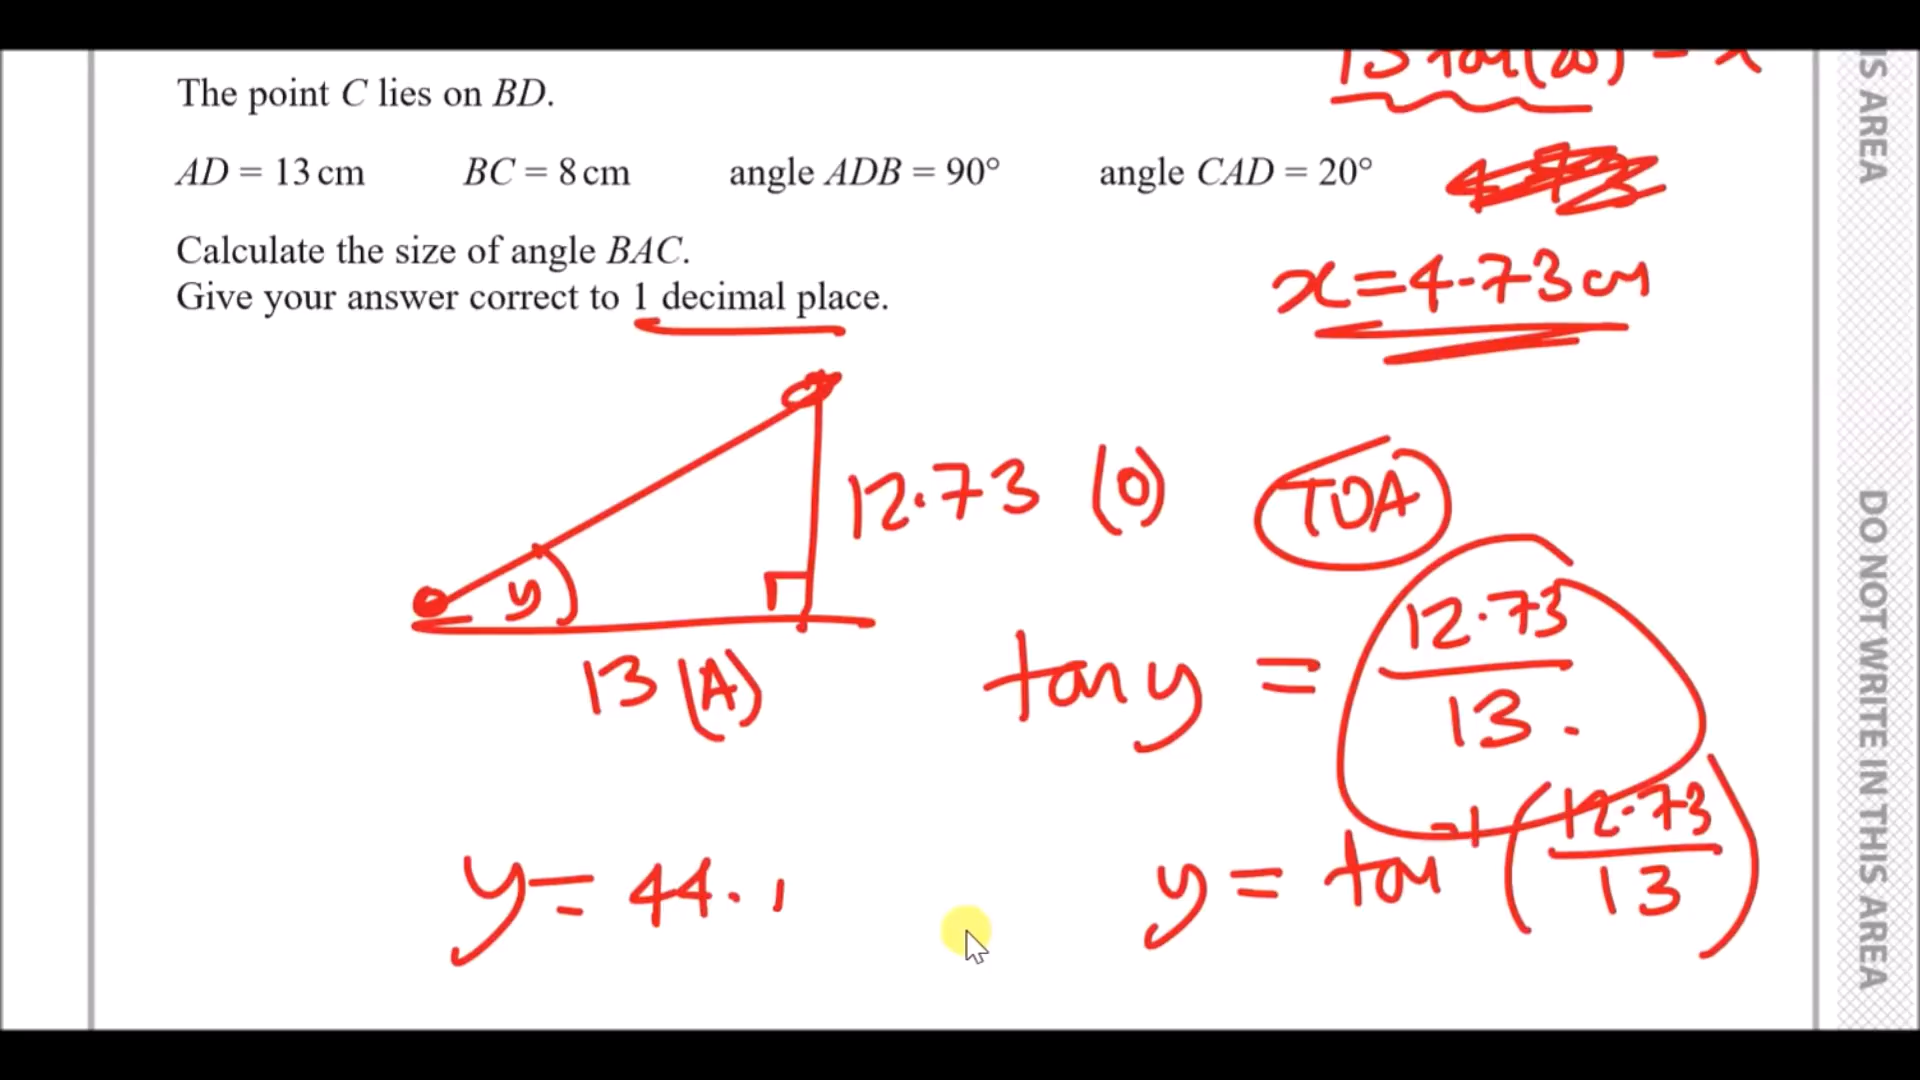 The point C lies on BD.
13 tan(20) = x
AD = 13 cm BC = 8 cm angle ADB = 90° angle CAD = 20°
Calculate the size of angle BAC.
x = 4.73 cm
Give your answer correct to 1 decimal place.
12.73 (O) TOA
y
13 (A)
tan y = 12.73
13.
y = 44.1
y = tan⁻¹ (12.73
13)
IS AREA
DO NOT WRITE IN THIS AREA